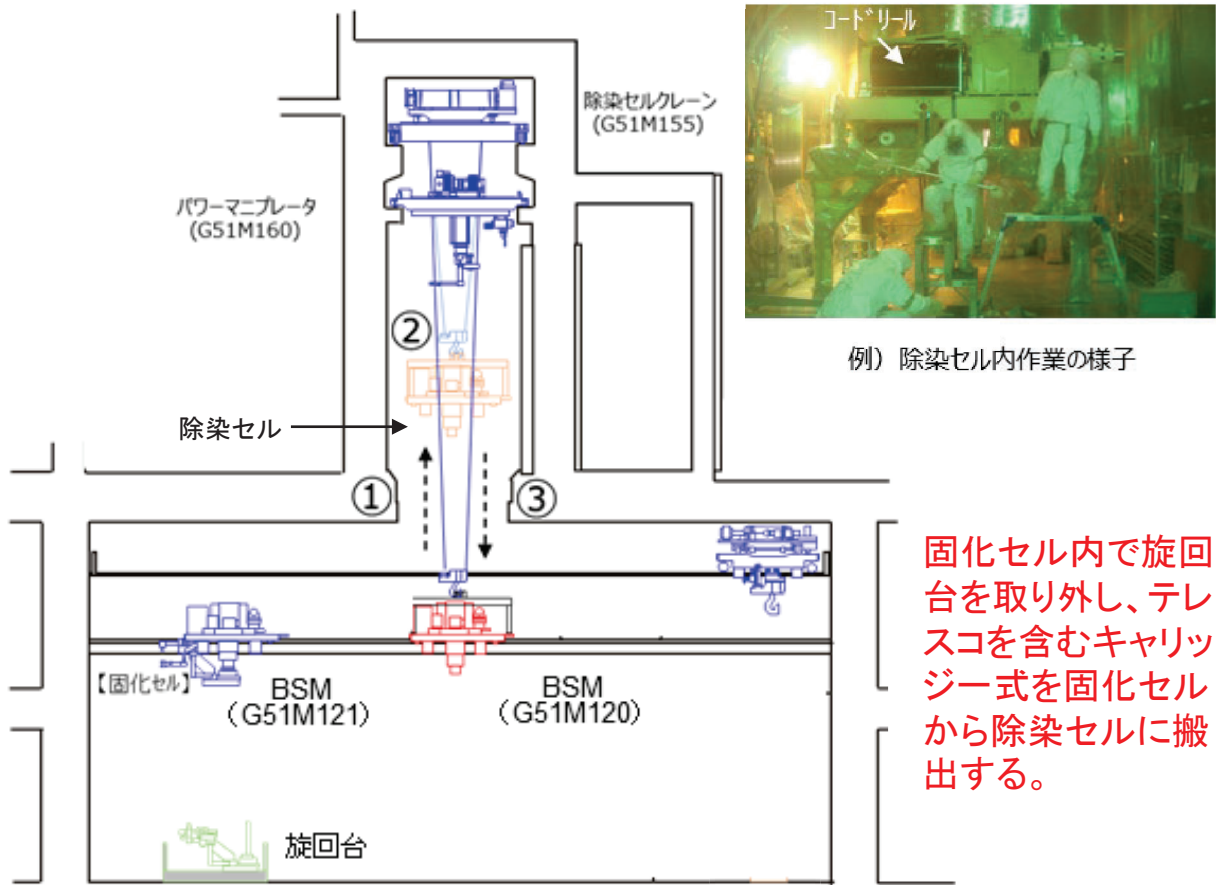 コードリール
除染セルクレーン
(G51M155)
パワーマニプレータ
(G51M160)
②
例）除染セル内作業の様子
除染セル
①
③
固化セル内で旋回
台を取り外し、テレ
スコを含むキャリッ
ジ一式を固化セル
から除染セルに搬
出する。
【固化セル】
BSM
（G51M121）
BSM
（G51M120）
旋回台